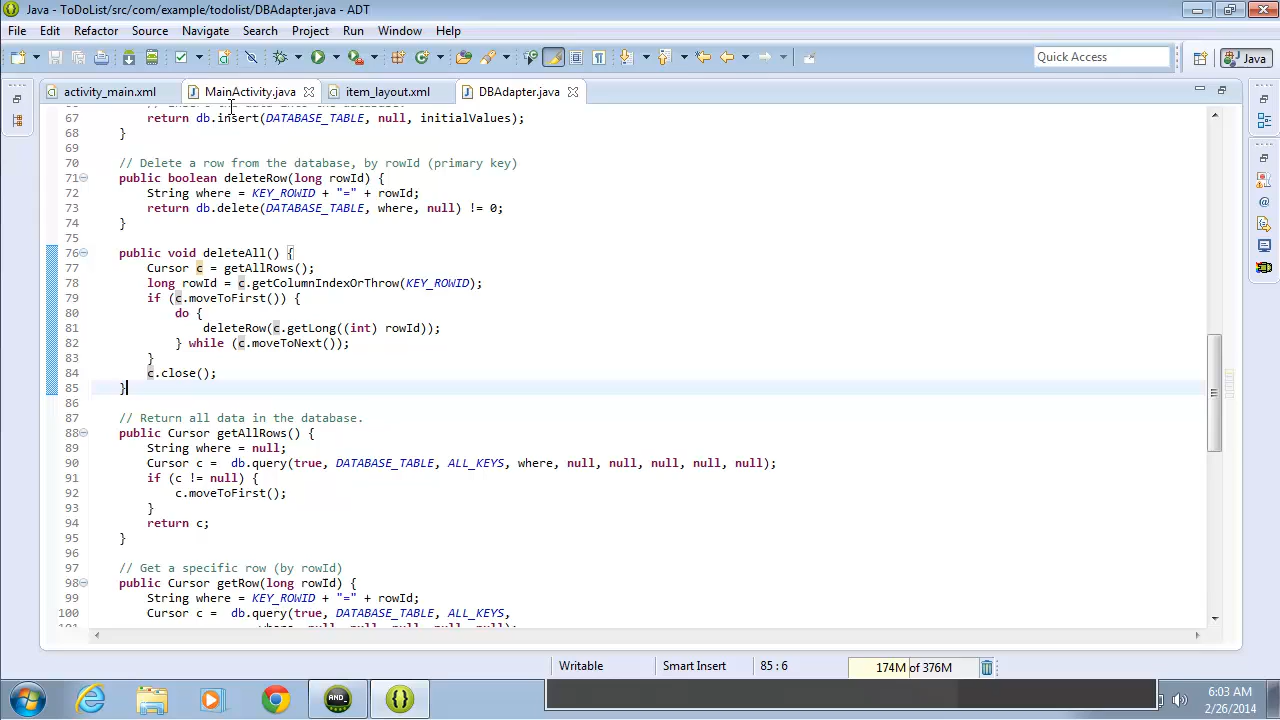 Java - ToDoList/src/com/example/todolist/DBAdapter.java - ADT
File Edit Refactor Source Navigate Search Project Run Window Help
Quick Access
Java
activity_main.xml MainActivity.java item_layout.xml DBAdapter.java
67 return db.insert(DATABASE_TABLE, null, initialValues);
68 }
69
70 // Delete a row from the database, by rowId (primary key)
71 public boolean deleteRow(long rowId) {
72 String where = KEY_ROWID + "=" + rowId;
73 return db.delete(DATABASE_TABLE, where, null) != 0;
74 }
75
76 public void deleteAll() {
77 Cursor c = getAllRows();
78 long rowId = c.getColumnIndexOrThrow(KEY_ROWID);
79 if (c.moveToFirst()) {
80 do {
81 deleteRow(c.getLong((int) rowId));
82 } while (c.moveToNext());
83 }
84 c.close();
85 }
86
87 // Return all data in the database.
88 public Cursor getAllRows() {
89 String where = null;
90 Cursor c = db.query(true, DATABASE_TABLE, ALL_KEYS, where, null, null, null, null, null);
91 if (c != null) {
92 c.moveToFirst();
93 }
94 return c;
95 }
96
97 // Get a specific row (by rowId)
98 public Cursor getRow(long rowId) {
99 String where = KEY_ROWID + "=" + rowId;
100 Cursor c = db.query(true, DATABASE_TABLE, ALL_KEYS,
Writable Smart Insert 85 : 6 174M of 376M
AND_
6:03 AM
2/26/2014